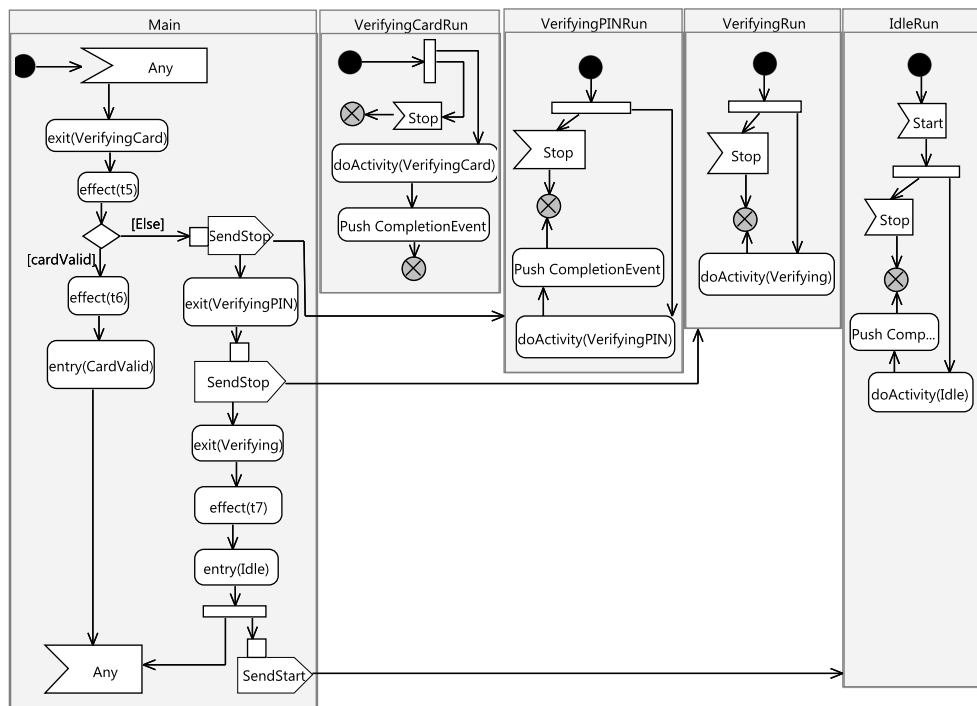 Main
Any
exit(VerifyingCard)
effect(t5)
[Else]
[cardValid]
SendStop
effect(t6)
exit(VerifyingPIN)
entry(CardValid)
SendStop
exit(Verifying)
effect(t7)
entry(Idle)
Any
SendStart
VerifyingCardRun
Stop
doActivity(VerifyingCard)
Push CompletionEvent
VerifyingPINRun
Stop
Push CompletionEvent
doActivity(VerifyingPIN)
VerifyingRun
Stop
doActivity(Verifying)
IdleRun
Start
Stop
Push Comp...
doActivity(Idle)